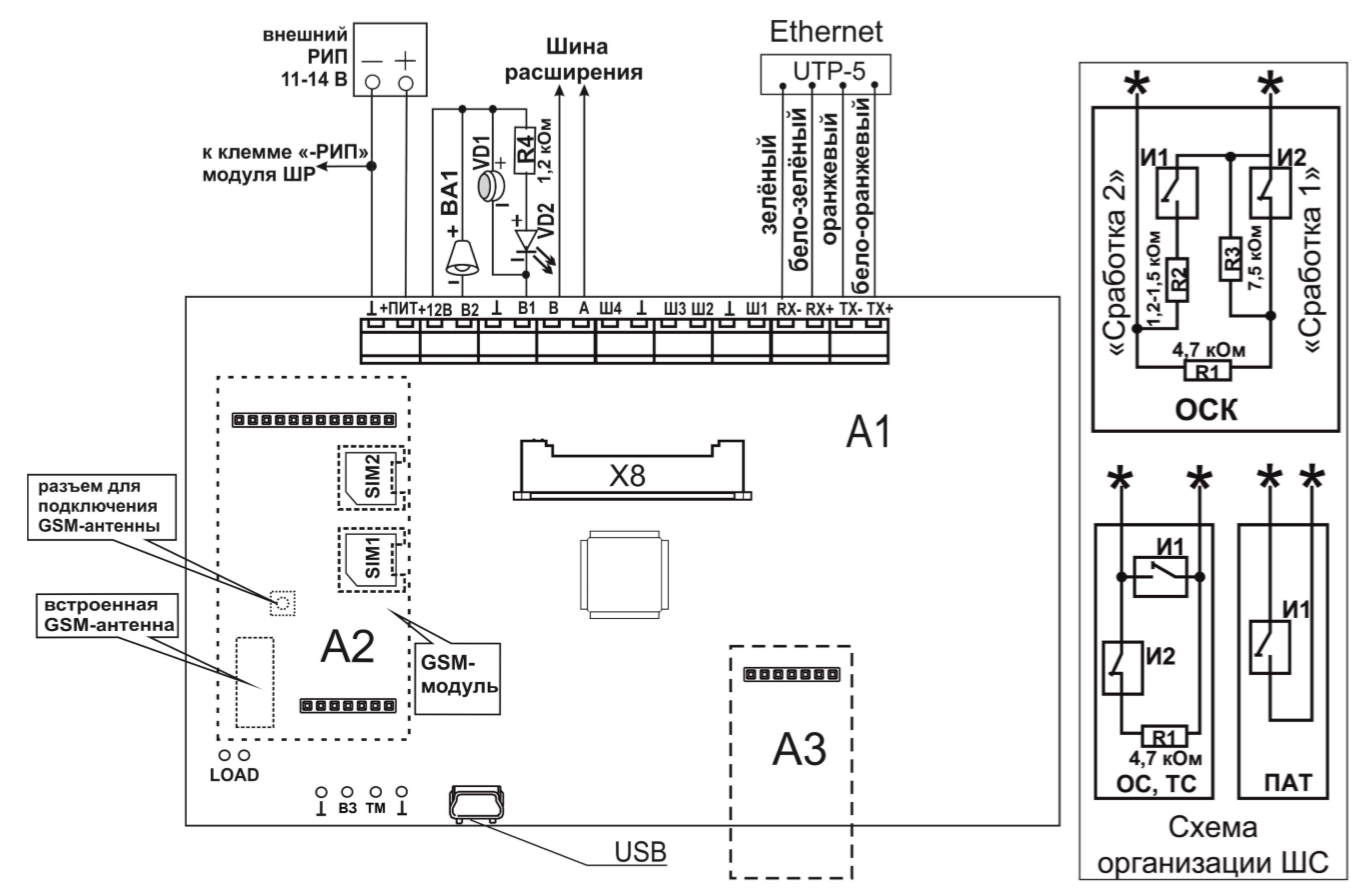 внешний
РИП
11-14 В
— +
к клемме «-РИП»
модуля ШР
+ BA1 –
VD1 + –
R4
1,2 кОм
+ VD2 –
Шина
расширения
Ethernet
UTP-5
зелёный
бело-зелёный
оранжевый
бело-оранжевый
⊥ +ПИТ +12В В2 ⊥ В1 В А Ш4 ⊥ Ш3 Ш2 ⊥ Ш1 RX- RX+ TX- TX+
A1
X8
SIM2
SIM1
разъем для
подключения
GSM-антенны
встроенная
GSM-антенна
A2
GSM-
модуль
A3
LOAD
⊥ ВЗ ТМ ⊥
USB
* *
И1 И2
«Сработка 2»
1,2-1,5 кОм
R2
R3
7,5 кОм
«Сработка 1»
4,7 кОм
R1
ОСК
* *
И1
И2
R1
4,7 кОм
ОС, ТС
* *
И1
ПАТ
Схема
организации ШС